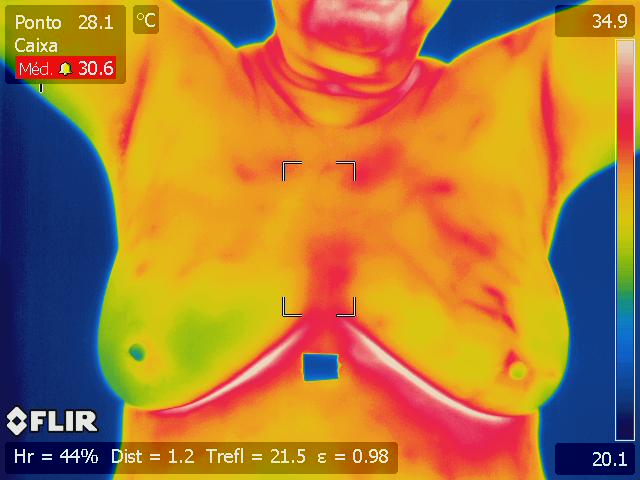 Ponto 28.1 °C
Caixa
Méd. 30.6
34.9
FLIR
Hr = 44% Dist = 1.2 Trefl = 21.5 ε = 0.98
20.1